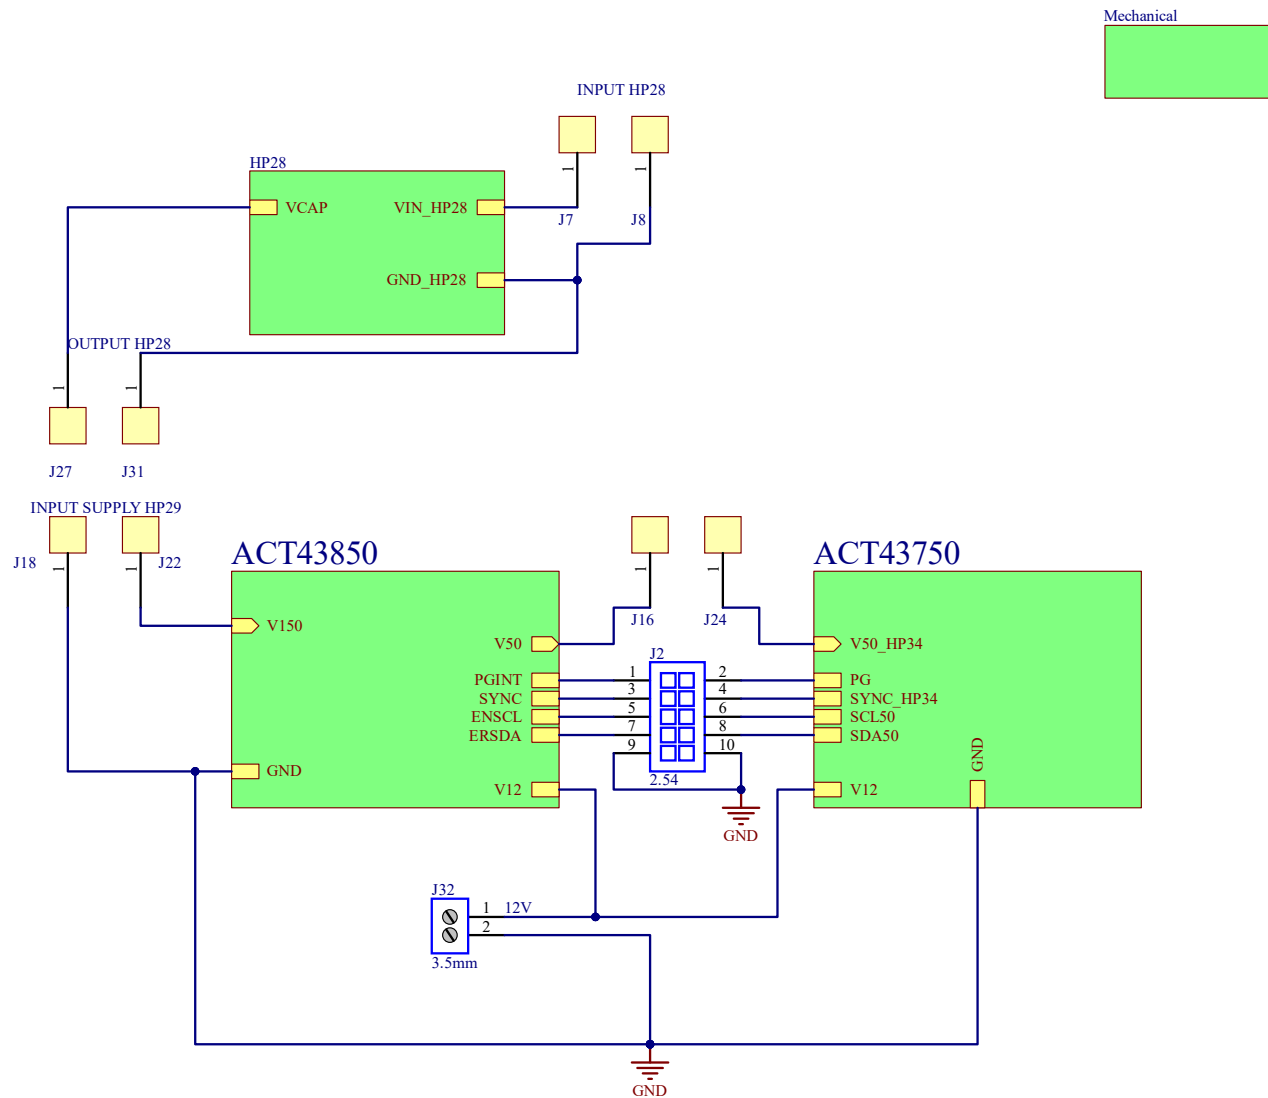 Mechanical
INPUT HP28
1
1
J7
J8
HP28
VCAP
VIN_HP28
GND_HP28
OUTPUT HP28
1
1
J27
J31
INPUT SUPPLY HP29
J18
1
1
J22
ACT43850
V150
V50
PGINT
SYNC
ENSCL
ERSDA
GND
V12
1
J16
1
J24
J2
1
2
3
4
5
6
7
8
9
10
2.54
GND
ACT43750
V50_HP34
PG
SYNC_HP34
SCL50
SDA50
GND
V12
J32
1
12V
2
3.5mm
GND